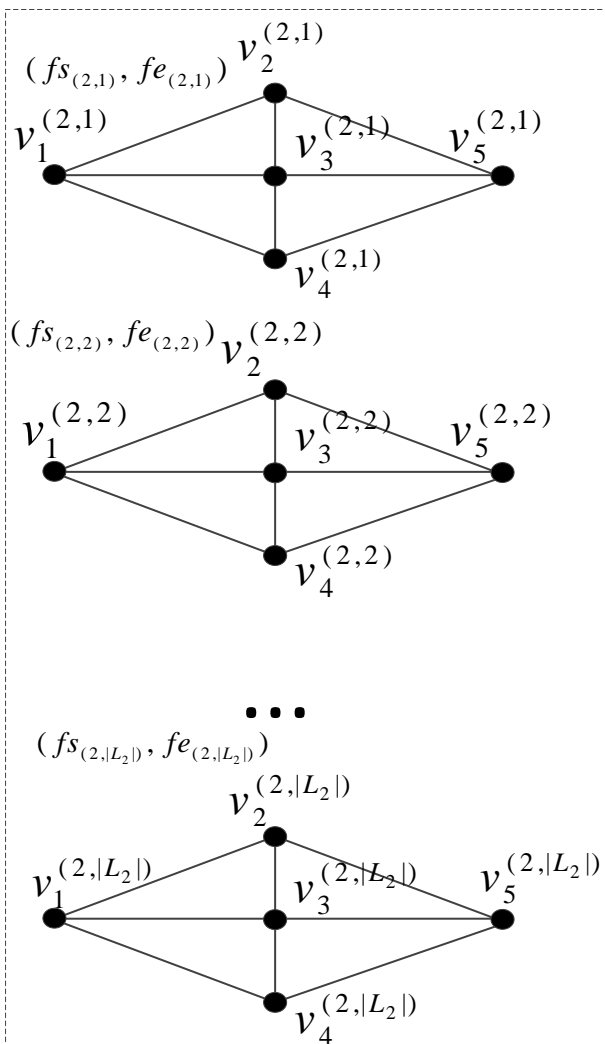 v_2^{(2,1)}
(fs_{(2,1)}, fe_{(2,1)})
v_1^{(2,1)} v_3^{(2,1)} v_5^{(2,1)}
v_4^{(2,1)}
(fs_{(2,2)}, fe_{(2,2)}) v_2^{(2,2)}
v_1^{(2,2)} v_3^{(2,2)} v_5^{(2,2)}
v_4^{(2,2)}
...
(fs_{(2,|L_2|)}, fe_{(2,|L_2|)})
v_2^{(2,|L_2|)}
v_1^{(2,|L_2|)} v_3^{(2,|L_2|)} v_5^{(2,|L_2|)}
v_4^{(2,|L_2|)}